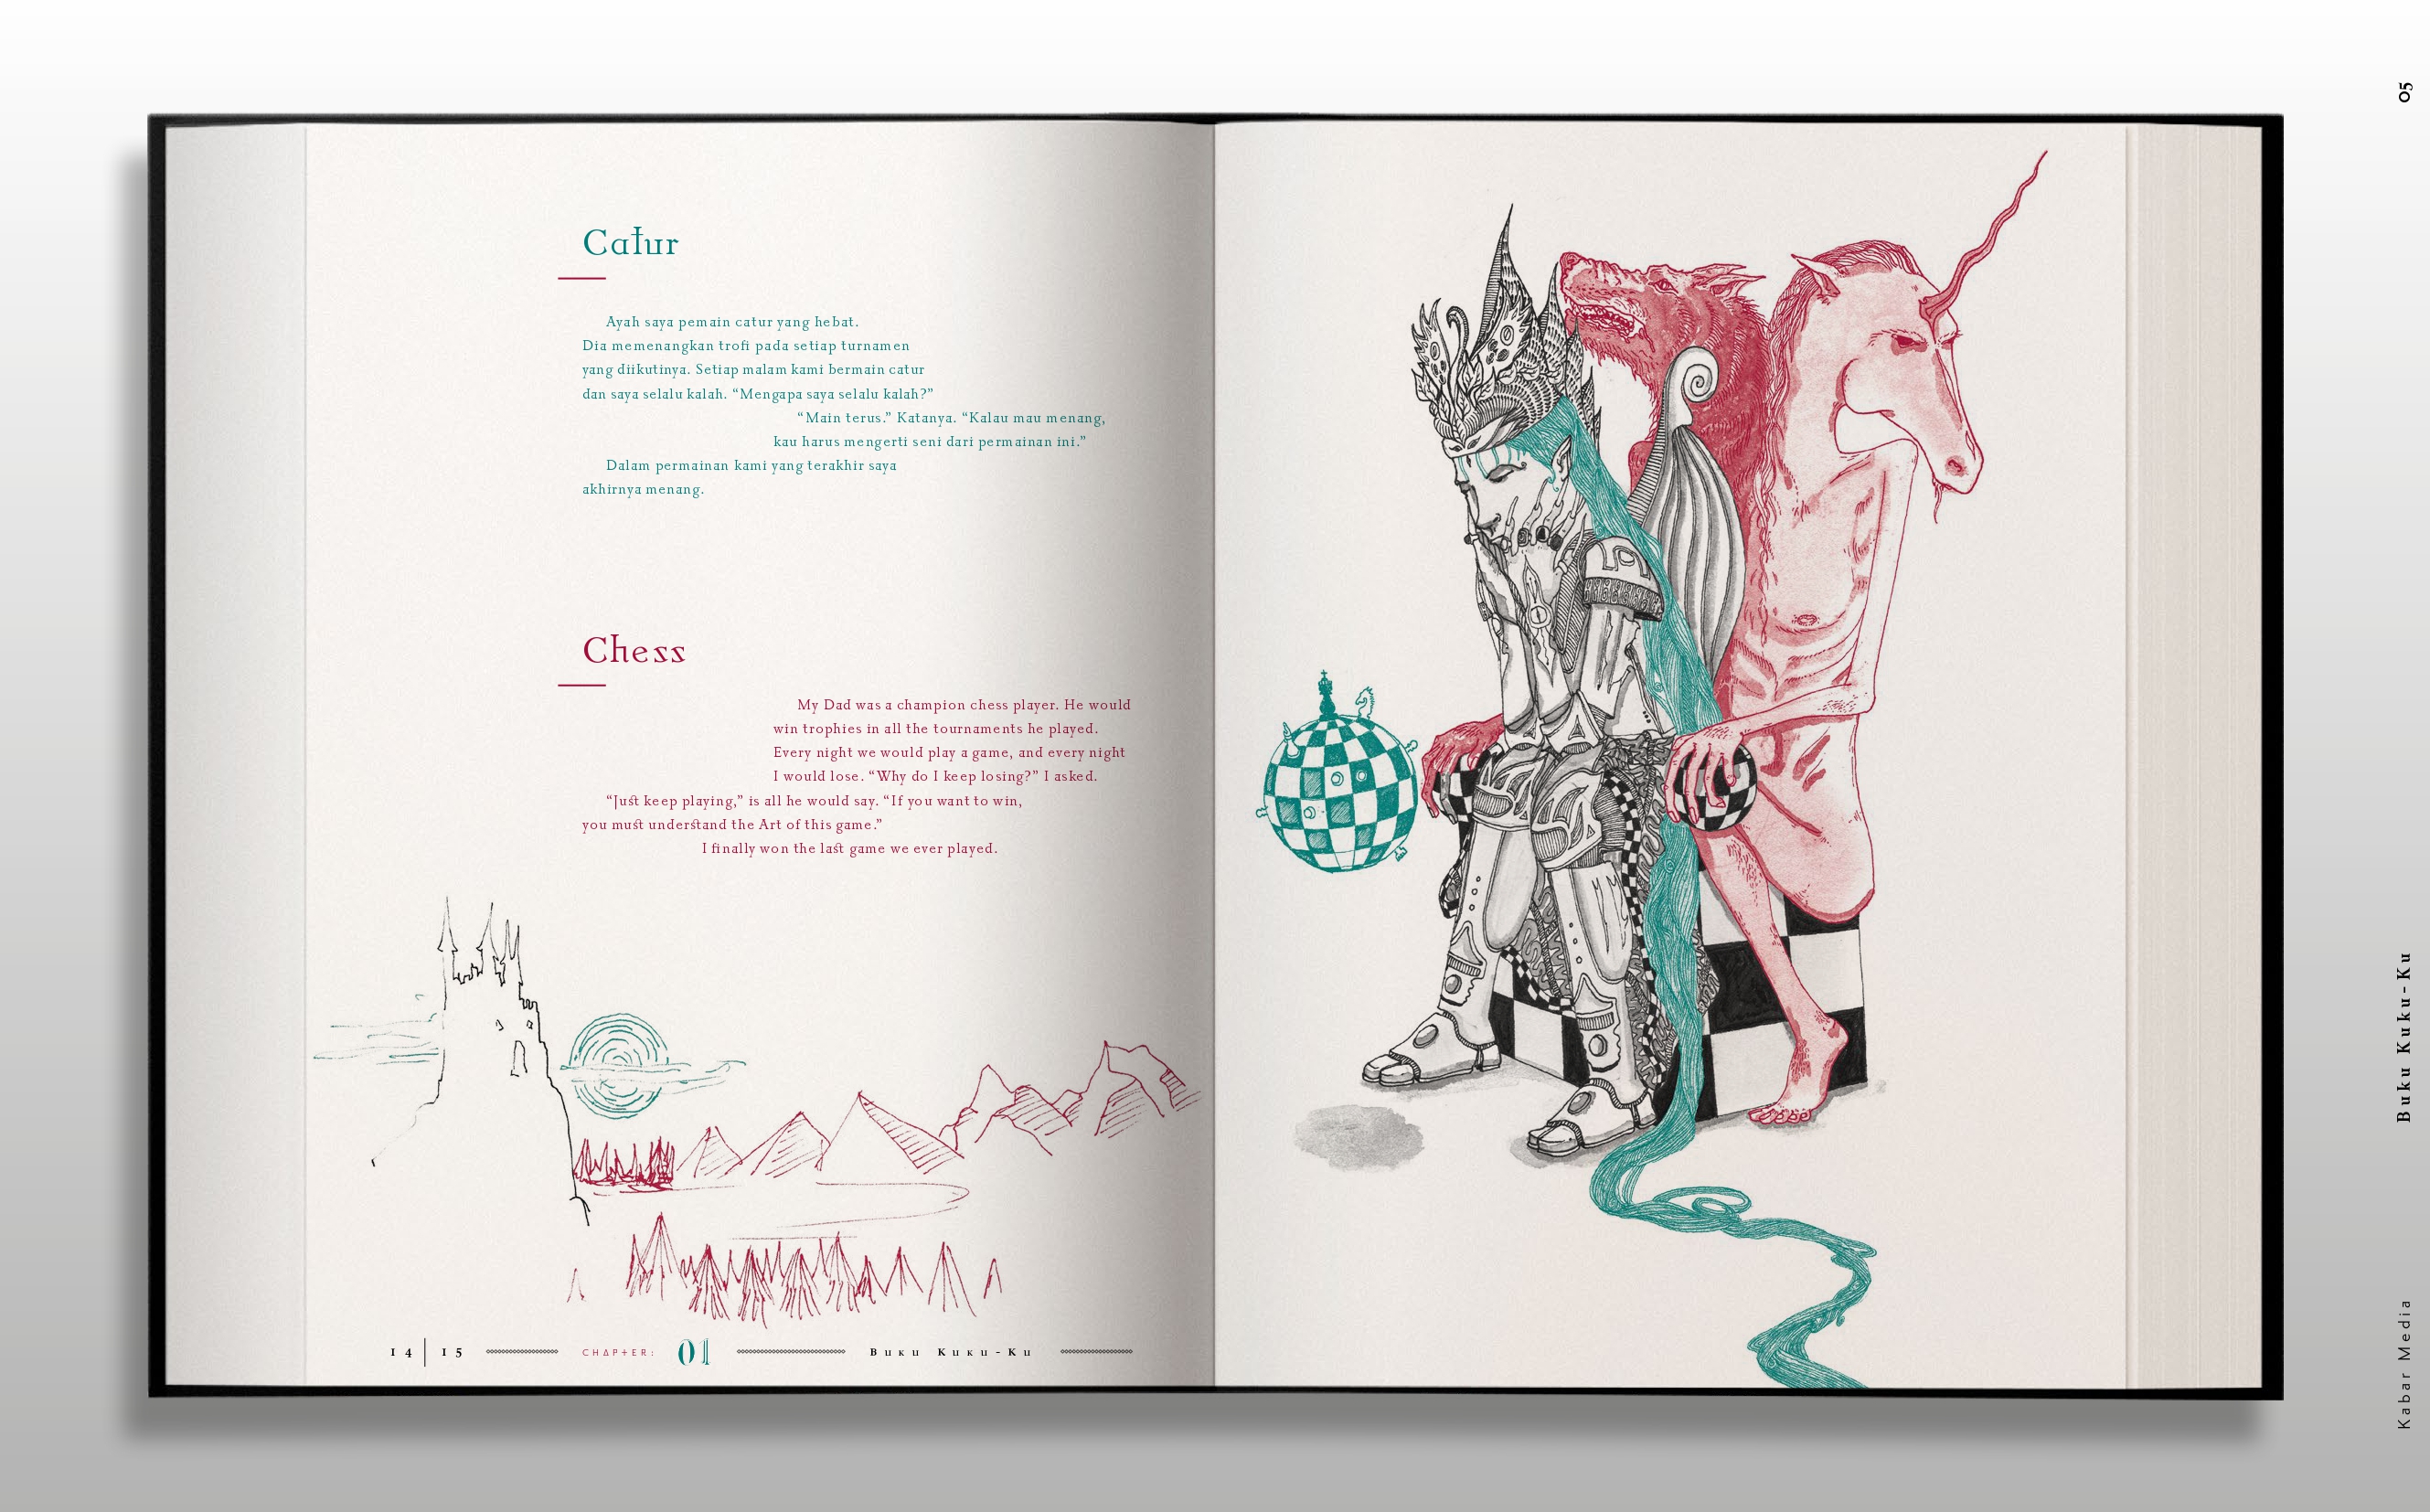 Catur
Ayah saya pemain catur yang hebat.
Dia memenangkan trofi pada setiap turnamen
yang diikutinya. Setiap malam kami bermain catur
dan saya selalu kalah. “Mengapa saya selalu kalah?”
“Main terus.” Katanya. “Kalau mau menang,
kau harus mengerti seni dari permainan ini.”
Dalam permainan kami yang terakhir saya
akhirnya menang.
Chess
My Dad was a champion chess player. He would
win trophies in all the tournaments he played.
Every night we would play a game, and every night
I would lose. “Why do I keep losing?” I asked.
“Just keep playing,” is all he would say. “If you want to win,
you must understand the Art of this game.”
I finally won the last game we ever played.
14 | 15 CHAPTER: 01 Buku Kuku-Ku
05
Buku Kuku-Ku
Kabar Media